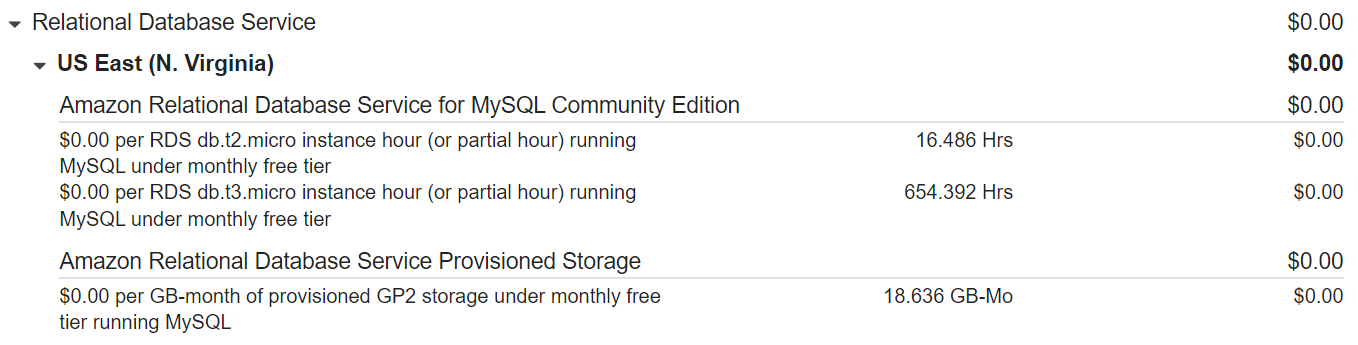 Relational Database Service $0.00
US East (N. Virginia) $0.00
Amazon Relational Database Service for MySQL Community Edition $0.00
$0.00 per RDS db.t2.micro instance hour (or partial hour) running 16.486 Hrs $0.00
MySQL under monthly free tier
$0.00 per RDS db.t3.micro instance hour (or partial hour) running 654.392 Hrs $0.00
MySQL under monthly free tier
Amazon Relational Database Service Provisioned Storage $0.00
$0.00 per GB-month of provisioned GP2 storage under monthly free 18.636 GB-Mo $0.00
tier running MySQL